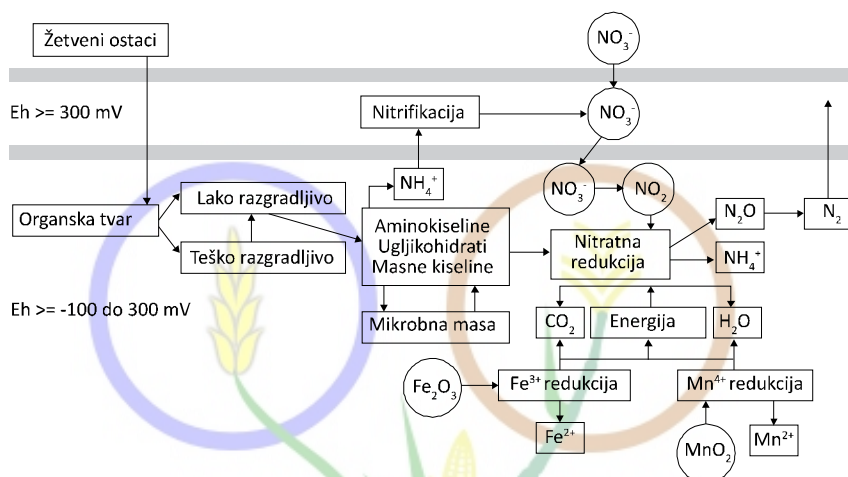 Žetveni ostaci
NO₃⁻
Eh >= 300 mV
Nitrifikacija
NO₃⁻
NH₄⁺
NO₃⁻
NO₂
Organska tvar
Lako razgradljivo
Teško razgradljivo
Aminokiseline
Ugljikohidrati
Masne kiseline
Nitratna
redukcija
N₂O
N₂
NH₄⁺
Eh >= -100 do 300 mV
Mikrobna masa
CO₂
Energija
H₂O
Fe₂O₃
Fe³⁺ redukcija
Mn⁴⁺ redukcija
Fe²⁺
MnO₂
Mn²⁺